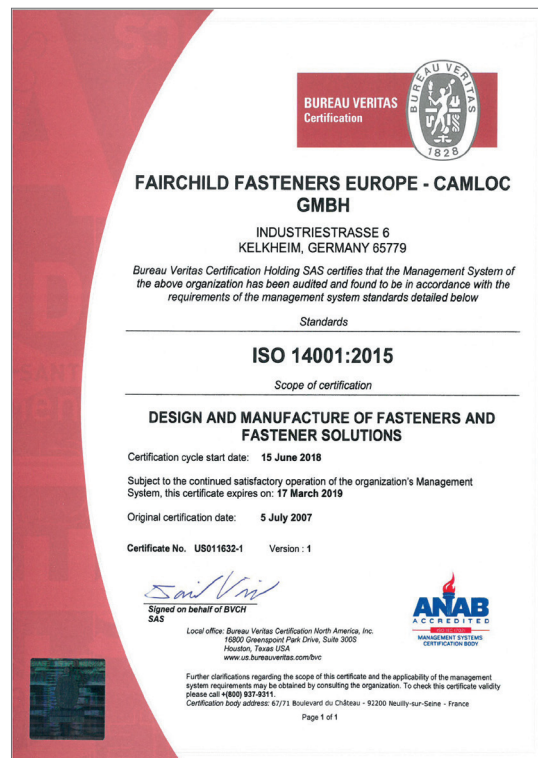 BUREAU VERITAS
Certification
BUREAU VERITAS
1828
FAIRCHILD FASTENERS EUROPE - CAMLOC
GMBH
INDUSTRIESTRASSE 6
KELKHEIM, GERMANY 65779
Bureau Veritas Certification Holding SAS certifies that the Management System of
the above organization has been audited and found to be in accordance with the
requirements of the management system standards detailed below
Standards
ISO 14001:2015
Scope of certification
DESIGN AND MANUFACTURE OF FASTENERS AND
FASTENER SOLUTIONS
Certification cycle start date: 15 June 2018
Subject to the continued satisfactory operation of the organization's Management
System, this certificate expires on: 17 March 2019
Original certification date: 5 July 2007
Certificate No. US011632-1 Version : 1
Signed on behalf of BVCH
SAS
Local office: Bureau Veritas Certification North America, Inc.
16800 Greenspoint Park Drive, Suite 300S
Houston, Texas USA
www.us.bureauveritas.com/bvc
ANAB
ACCREDITED
MANAGEMENT SYSTEMS
CERTIFICATION BODY
Further clarifications regarding the scope of this certificate and the applicability of the management
system requirements may be obtained by consulting the organization. To check this certificate validity
please call +(800) 937-9311.
Certification body address: 67/71 Boulevard du Château - 92200 Neuilly-sur-Seine - France
Page 1 of 1